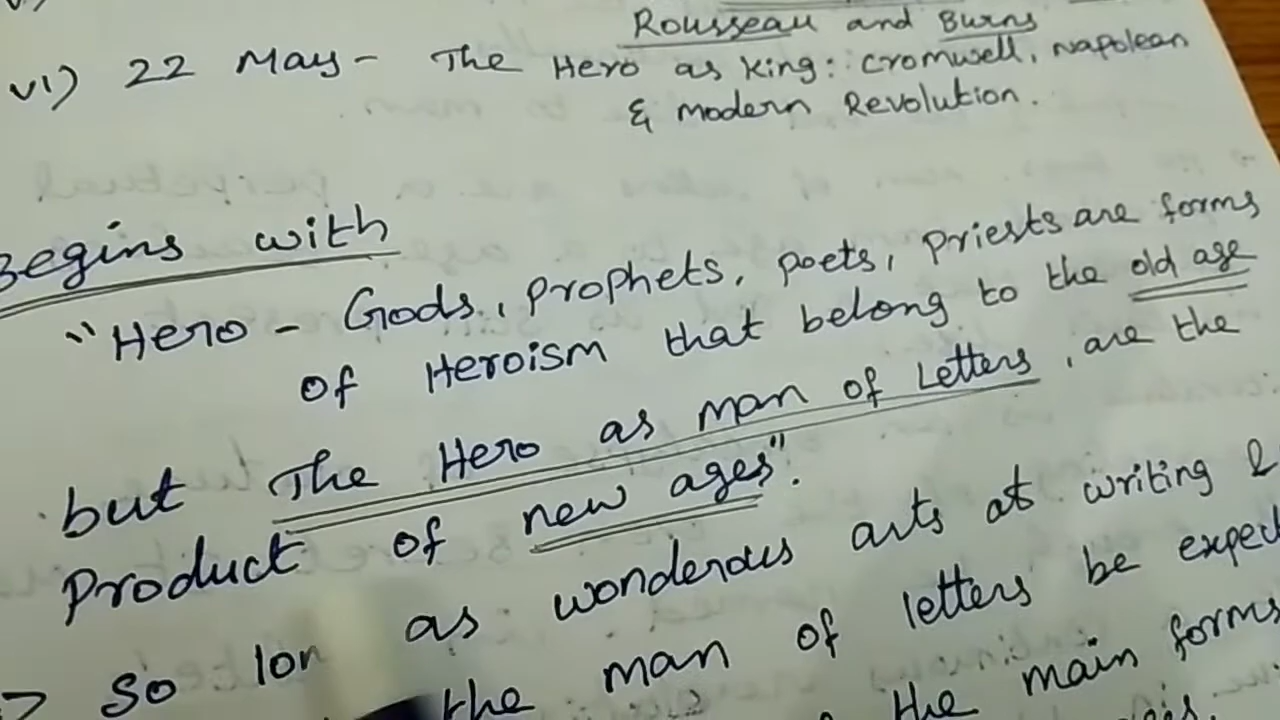 Rousseau and Burns
vi) 22 May - The Hero as King: Cromwell, Napolean
& modern Revolution.
Begins with
"Hero - Gods, prophets, poets, priests are forms
of Heroism that belong to the old age
but The Hero as man of Letters, are the
Product of new ages".
so lon as wonderous arts at writing &
the man of letters be expec
the main forms